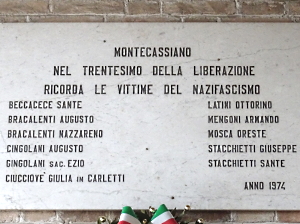 MONTECASSIANO
NEL TRENTESIMO DELLA LIBERAZIONE
RICORDA LE VITTIME DEL NAZIFASCISMO
BECCACECE SANTE
BRACALENTI AUGUSTO
BRACALENTI NAZZARENO
CINGOLANI AUGUSTO
CINGOLANI SAC. EZIO
CIUCCIOVÈ GIULIA IN CARLETTI
LATINI OTTORINO
MENGONI ARMANDO
MOSCA ORESTE
STACCHIETTI GIUSEPPE
STACCHIETTI SANTE
ANNO 1974